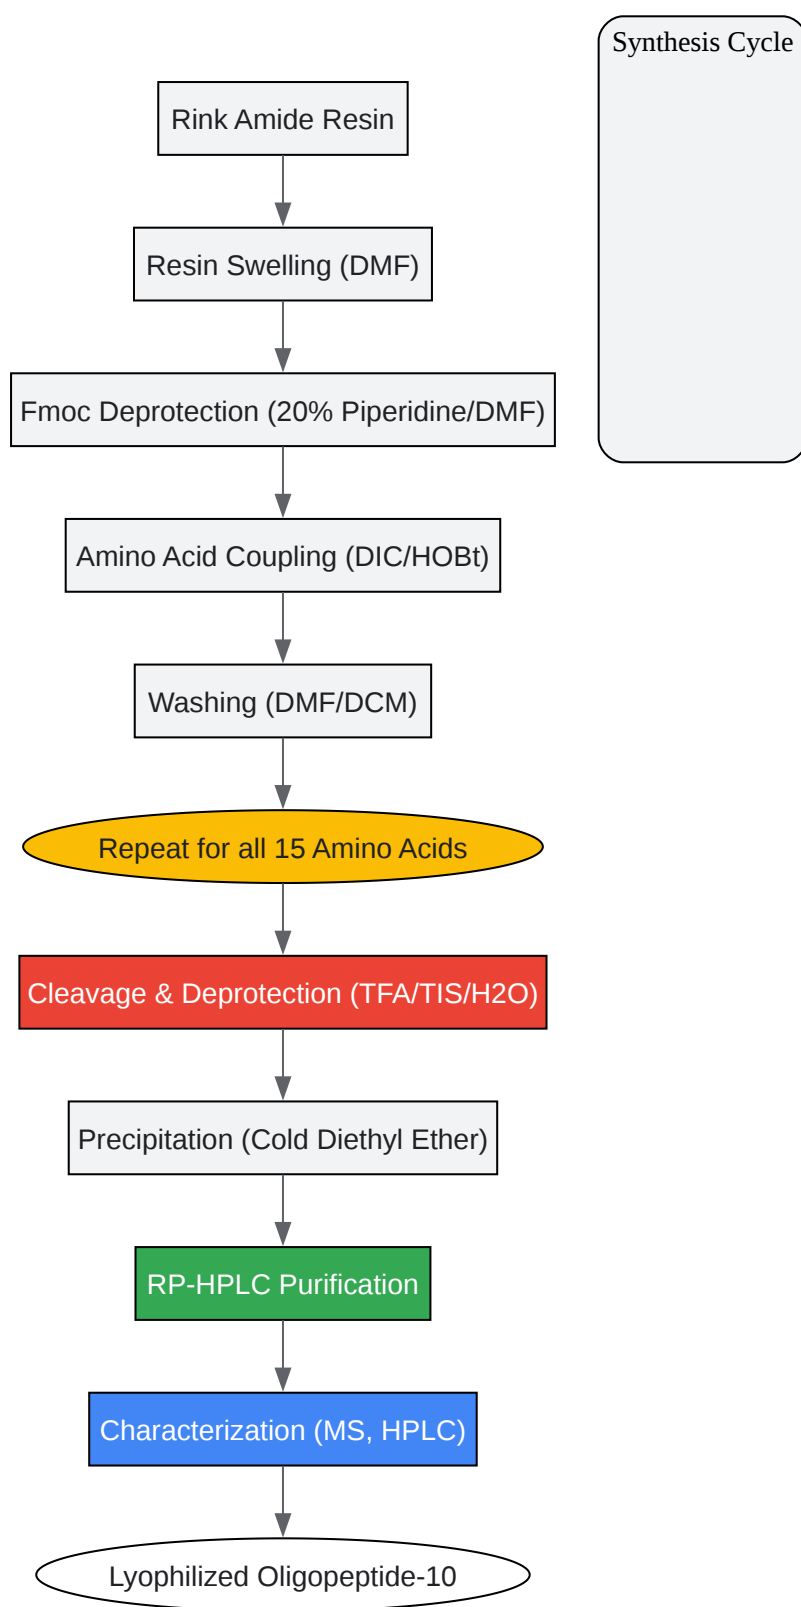 Synthesis Cycle
Rink Amide Resin
Resin Swelling (DMF)
Fmoc Deprotection (20% Piperidine/DMF)
Amino Acid Coupling (DIC/HOBt)
Washing (DMF/DCM)
Repeat for all 15 Amino Acids
Cleavage & Deprotection (TFA/TIS/H2O)
Precipitation (Cold Diethyl Ether)
RP-HPLC Purification
Characterization (MS, HPLC)
Lyophilized Oligopeptide-10